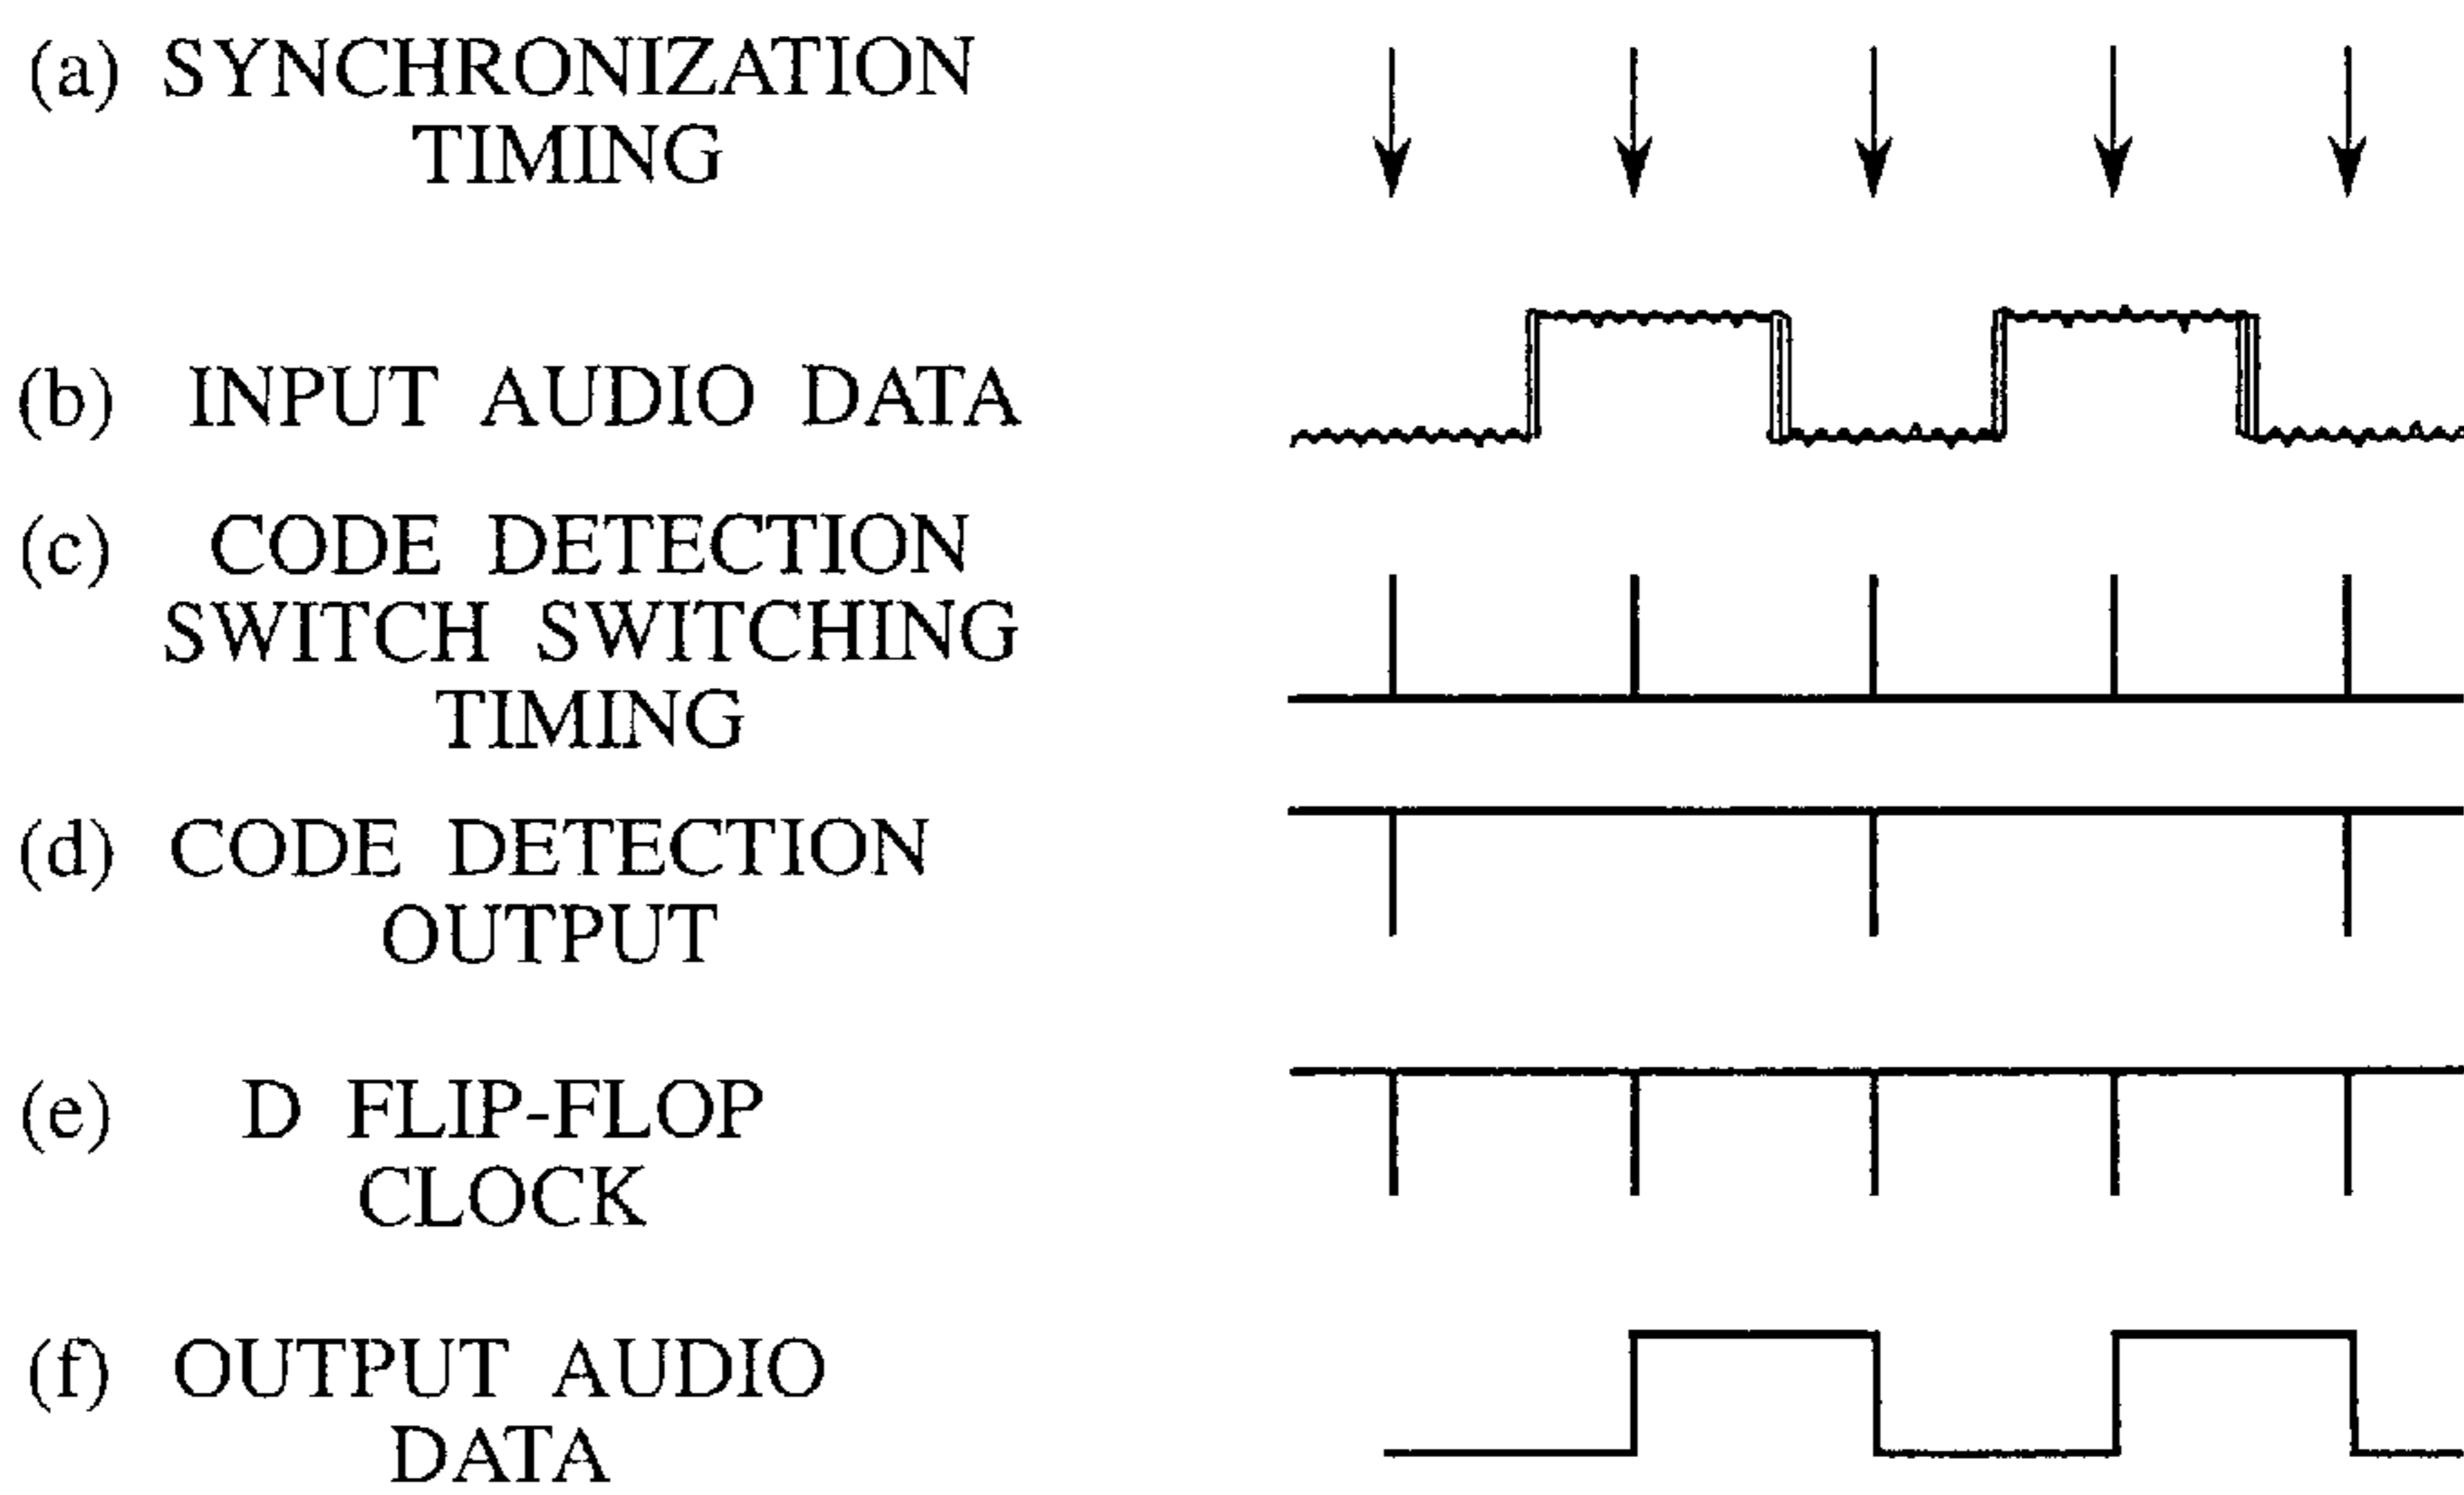 (a) SYNCHRONIZATION
TIMING
(b) INPUT AUDIO DATA
(c) CODE DETECTION
SWITCH SWITCHING
TIMING
(d) CODE DETECTION
OUTPUT
(e) D FLIP-FLOP
CLOCK
(f) OUTPUT AUDIO
DATA